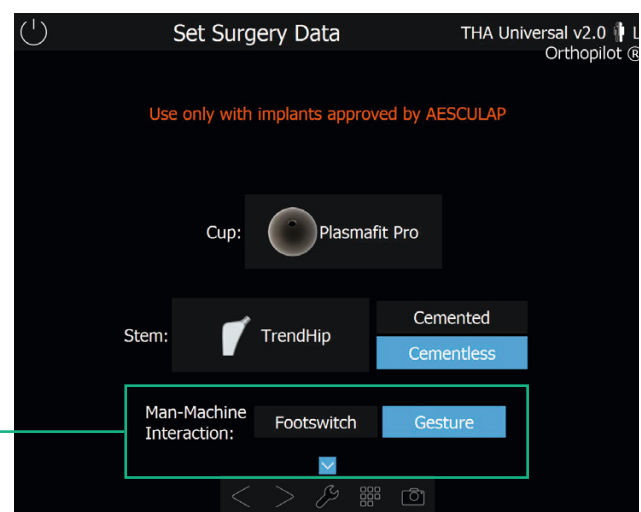 Set Surgery Data
THA Universal v2.0 L
Orthopilot ®
Use only with implants approved by AESCULAP
Cup:
Plasmafit Pro
Stem:
TrendHip
Cemented
Cementless
Man-Machine
Interaction:
Footswitch
Gesture